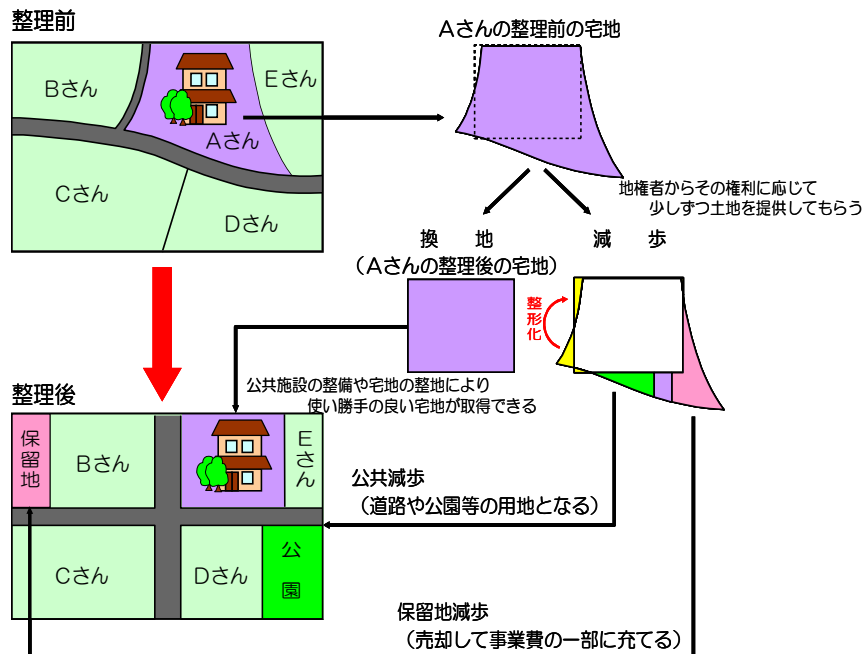 整理前
Bさん
Eさん
Aさん
Cさん
Dさん
Aさんの整理前の宅地
地権者からその権利に応じて
少しずつ土地を提供してもらう
換 地
(Aさんの整理後の宅地)
減 歩
整形化
公共施設の整備や宅地の整地により
使い勝手の良い宅地が取得できる
整理後
保留地
Bさん
Eさん
Cさん
Dさん
公園
公共減歩
(道路や公園等の用地となる)
保留地減歩
(売却して事業費の一部に充てる)